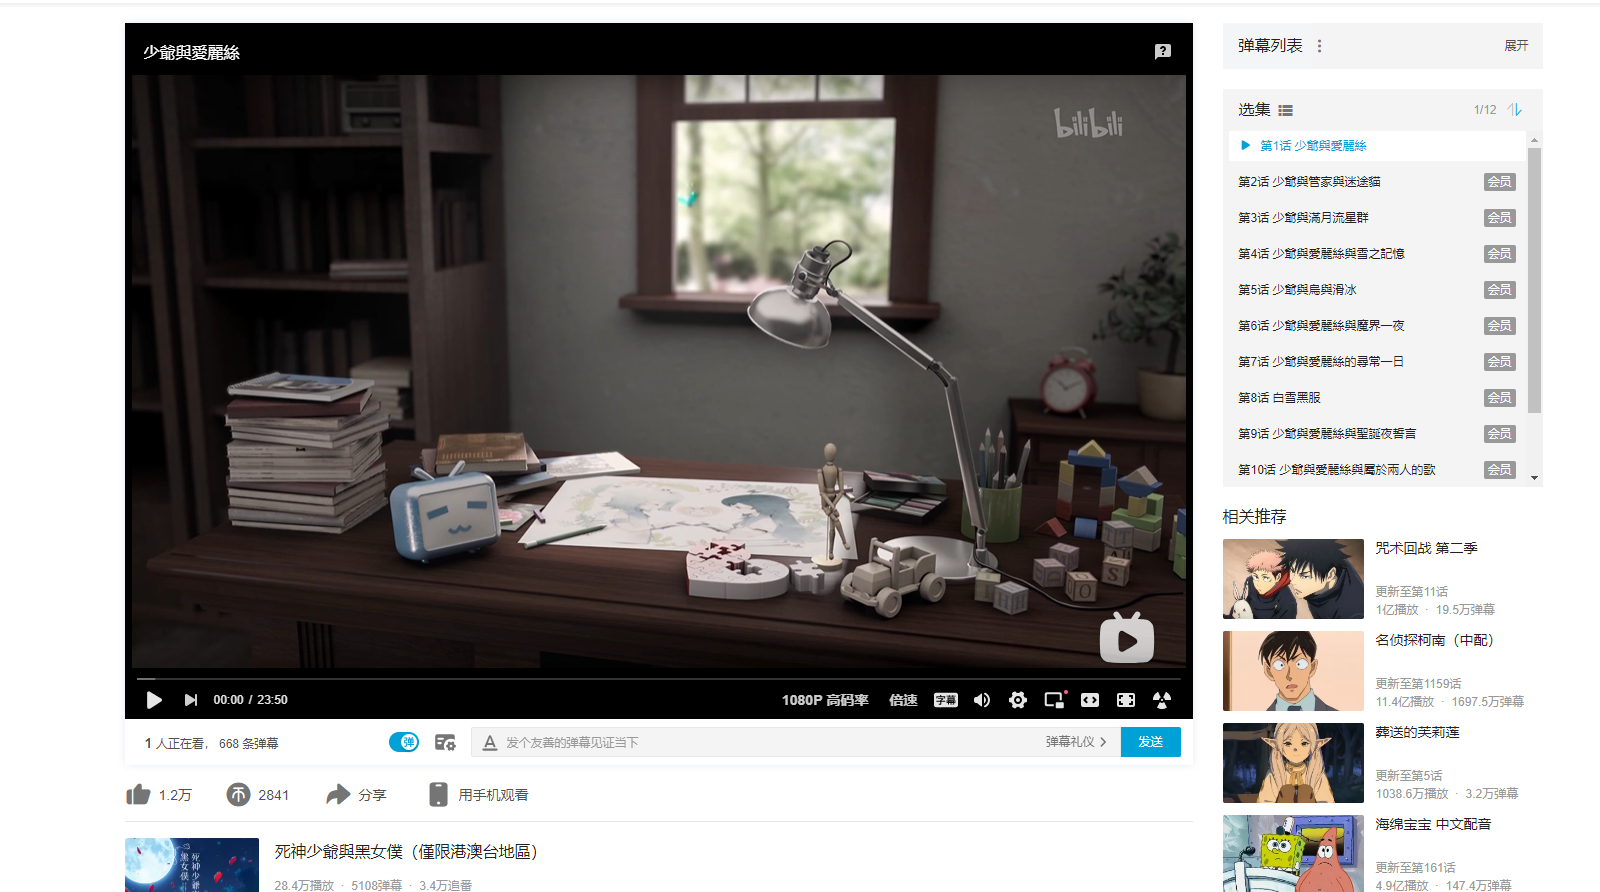 少爺與愛麗絲
bilibili
00:00 / 23:50
1080P 高码率
倍速
字幕
1 人正在看， 668 条弹幕
弹
发个友善的弹幕见证当下
弹幕礼仪
发送
1.2万
2841
分享
用手机观看
死神少爺與黑女僕
死神少爺與黑女僕（僅限港澳台地區）
28.4万播放 · 5108弹幕 · 3.4万追番
弹幕列表
展开
选集
1/12
第1话 少爺與愛麗絲
第2话 少爺與管家與迷途貓 会员
第3话 少爺與滿月流星群 会员
第4话 少爺與愛麗絲與雪之記憶 会员
第5话 少爺與烏與滑冰 会员
第6话 少爺與愛麗絲與魔界一夜 会员
第7话 少爺與愛麗絲的尋常一日 会员
第8话 白雪黑服 会员
第9话 少爺與愛麗絲與聖誕夜誓言 会员
第10话 少爺與愛麗絲與屬於兩人的歌 会员
相关推荐
咒术回战 第二季
更新至第11话
1亿播放 · 19.5万弹幕
名侦探柯南（中配）
更新至第1159话
11.4亿播放 · 1697.5万弹幕
葬送的芙莉莲
更新至第5话
1038.6万播放 · 3.2万弹幕
海绵宝宝 中文配音
更新至第161话
4.9亿播放 · 147.4万弹幕